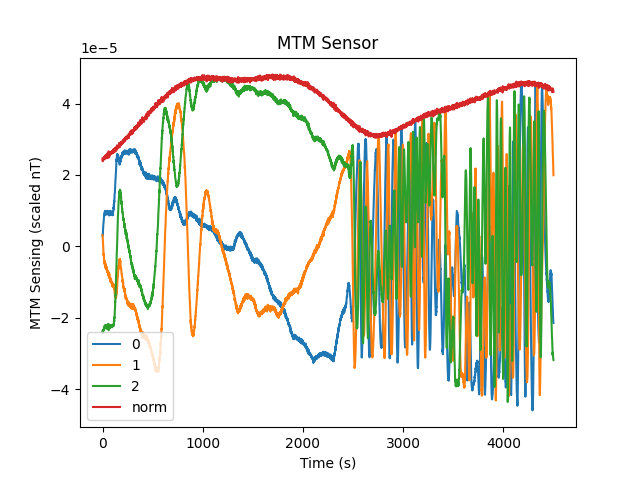 MTM Sensor
1e−5
MTM Sensing (scaled nT)
4
2
0
−2
−4
0
1
2
norm
0
1000
2000
3000
4000
Time (s)